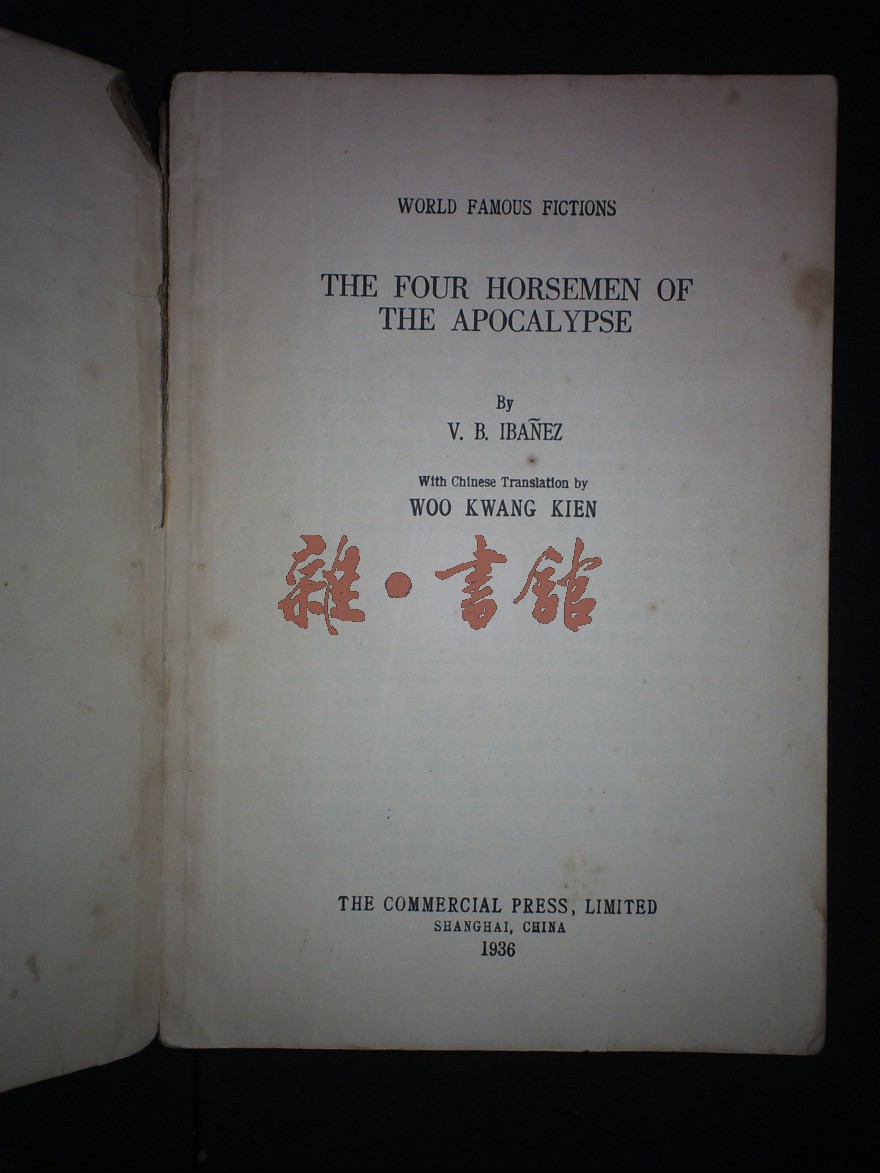 WORLD FAMOUS FICTIONS
THE FOUR HORSEMEN OF
THE APOCALYPSE
By
V. B. IBAÑEZ
With Chinese Translation by
WOO KWANG KIEN
雜·書館
THE COMMERCIAL PRESS, LIMITED
SHANGHAI, CHINA
1936